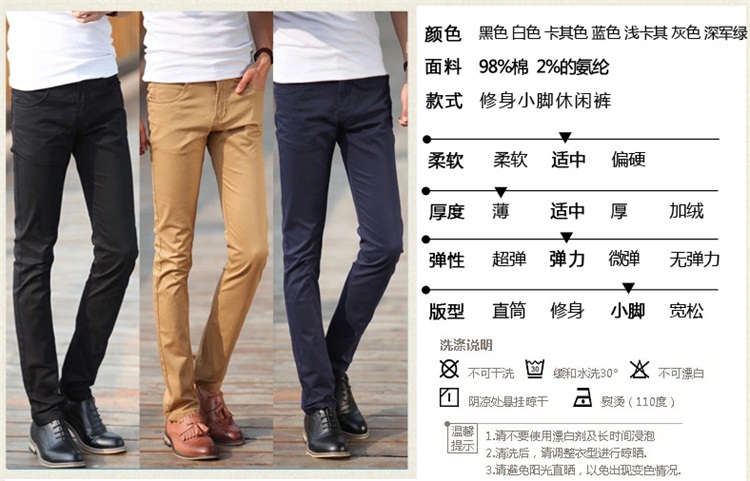 颜色 黑色 白色 卡其色 蓝色 浅卡其 灰色 深军绿
面料 98%棉 2%的氨纶
款式 修身小脚休闲裤
柔软 柔软 适中 偏硬
厚度 薄 适中 厚 加绒
弹性 超弹 弹力 微弹 无弹力
版型 直筒 修身 小脚 宽松
洗涤说明
不可干洗 30 缓和水洗30° 不可漂白
阴凉处悬挂晾干 熨烫（110度）
温馨提示
1.请不要使用漂白剂及长时间浸泡
2.清洗后，请调整衣型进行晾晒。
3.请避免阳光直晒，以免出现变色情况.